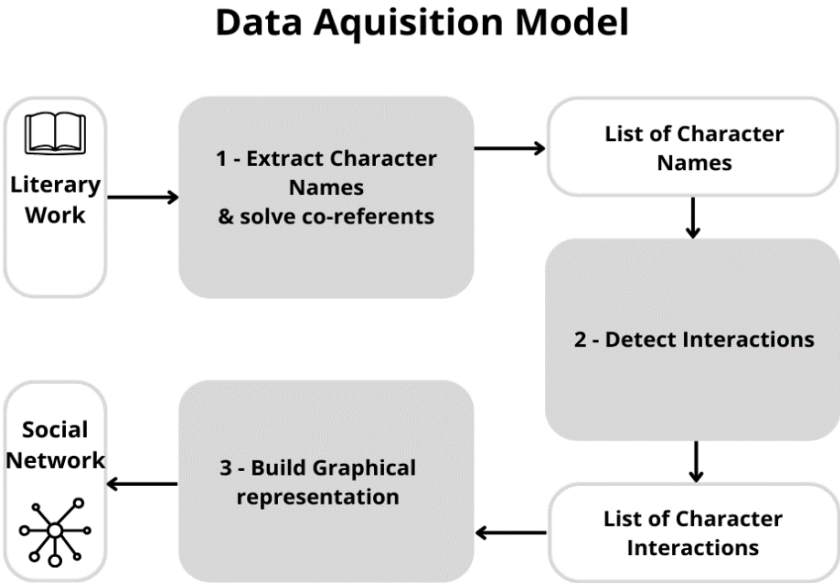 Data Aquisition Model
Literary
Work
1 - Extract Character
Names
& solve co-referents
List of Character
Names
2 - Detect Interactions
List of Character
Interactions
3 - Build Graphical
representation
Social
Network